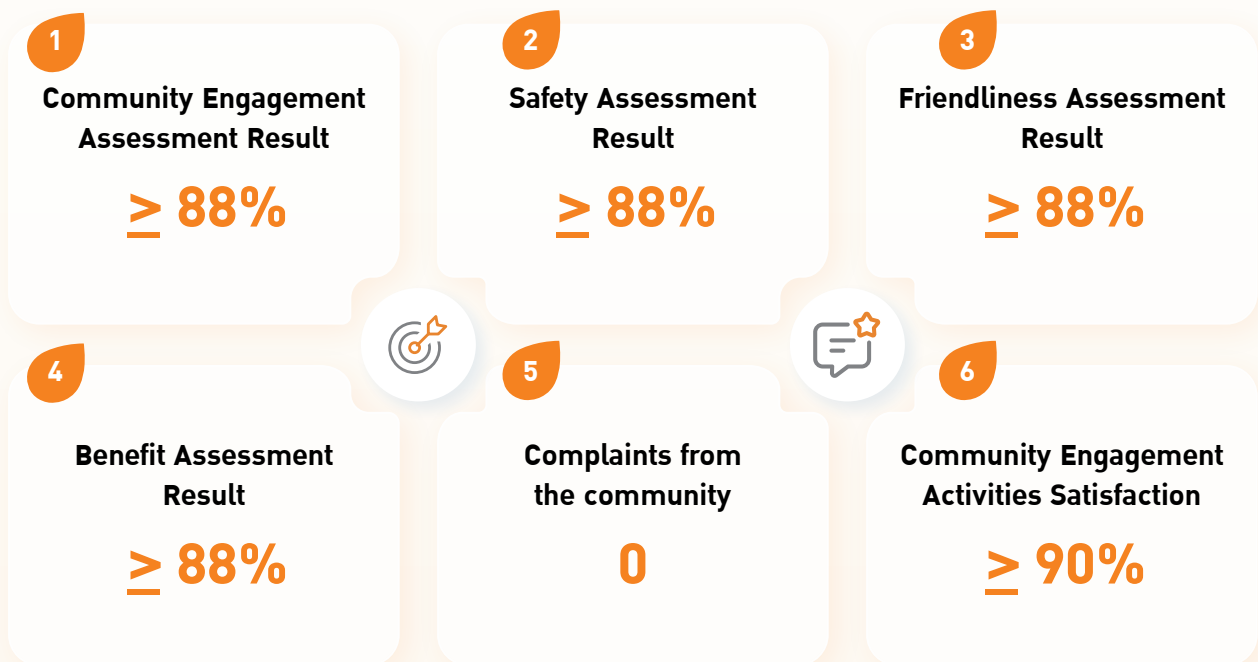 1
Community Engagement
Assessment Result
≥ 88%
2
Safety Assessment
Result
≥ 88%
3
Friendliness Assessment
Result
≥ 88%
4
Benefit Assessment
Result
≥ 88%
5
Complaints from
the community
0
6
Community Engagement
Activities Satisfaction
≥ 90%